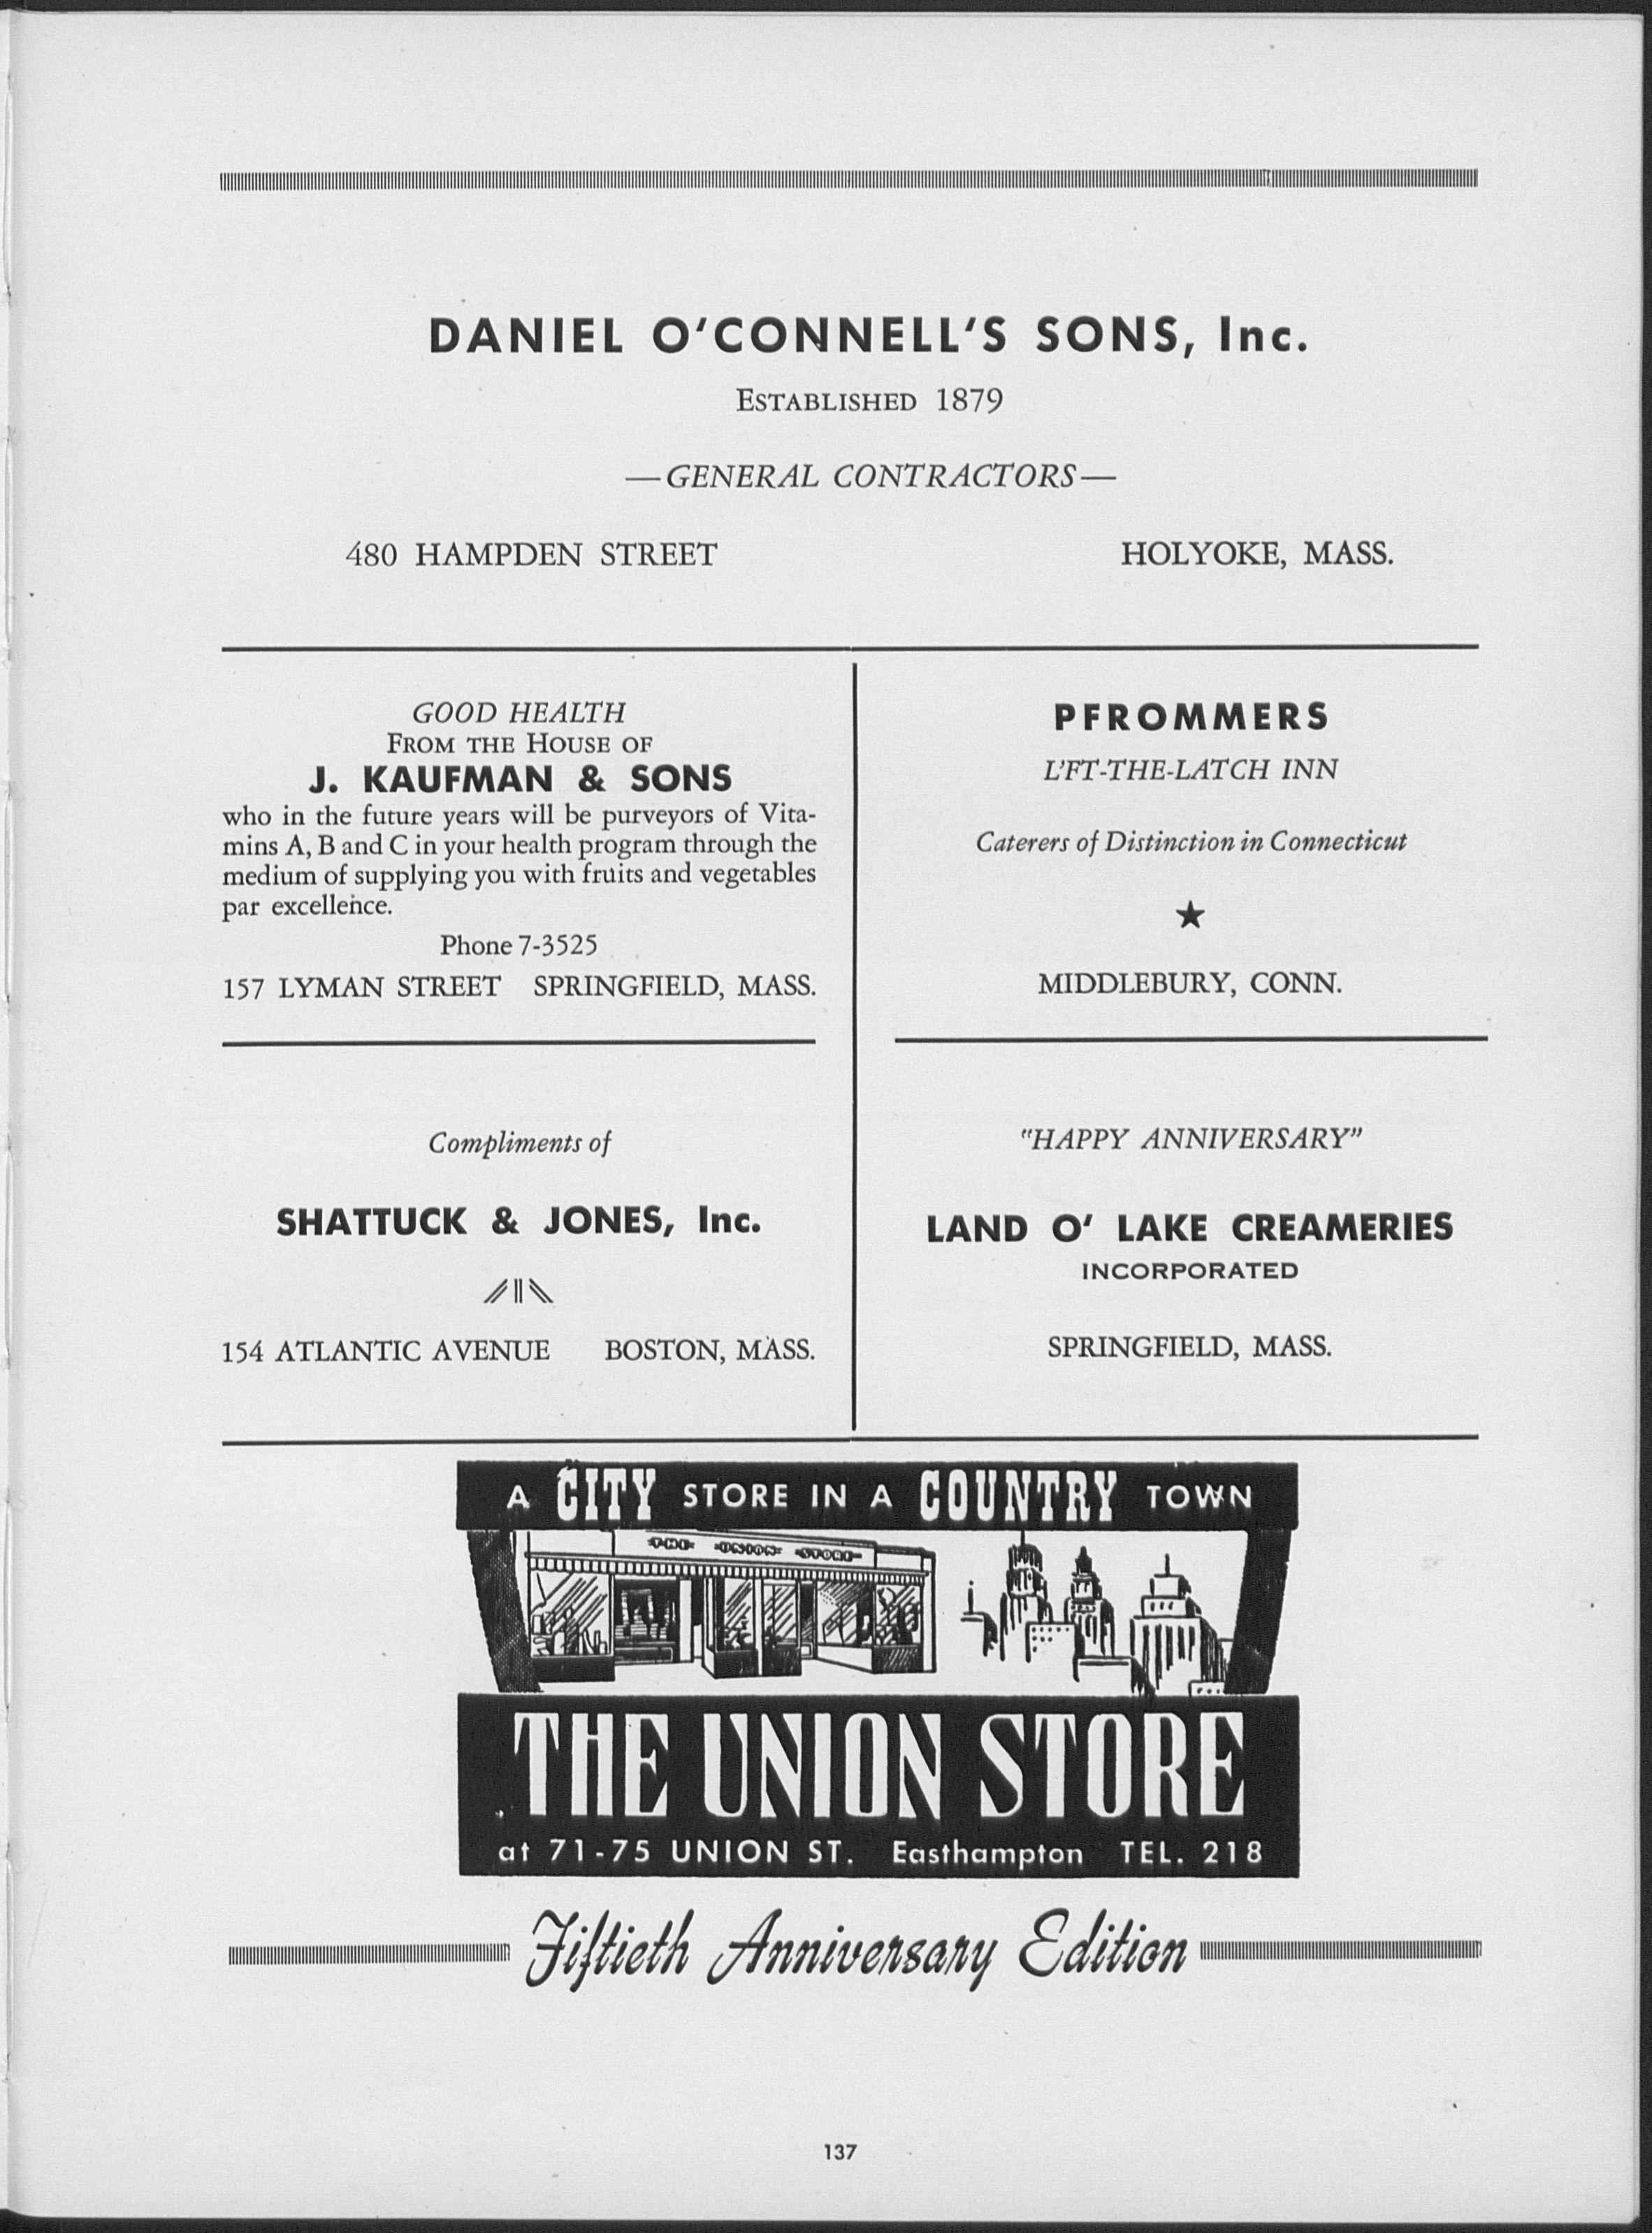 DANIEL O'CONNELL'S SONS, Inc.
ESTABLISHED 1879
—GENERAL CONTRACTORS—
480 HAMPDEN STREET HOLYOKE, MASS.
GOOD HEALTH
FROM THE HOUSE OF
J. KAUFMAN & SONS
who in the future years will be purveyors of Vita-
mins A, B and C in your health program through the
medium of supplying you with fruits and vegetables
par excellence.
Phone 7-3525
157 LYMAN STREET SPRINGFIELD, MASS.
PFROMMERS
L'FT-THE-LATCH INN
Caterers of Distinction in Connecticut
MIDDLEBURY, CONN.
Compliments of
SHATTUCK & JONES, Inc.
154 ATLANTIC AVENUE BOSTON, MASS.
"HAPPY ANNIVERSARY"
LAND O' LAKE CREAMERIES
INCORPORATED
SPRINGFIELD, MASS.
A CITY STORE IN A COUNTRY TOWN
THE UNION STORE
THE UNION STORE
at 71-75 UNION ST. Easthampton TEL. 218
Fiftieth Anniversary Edition
137